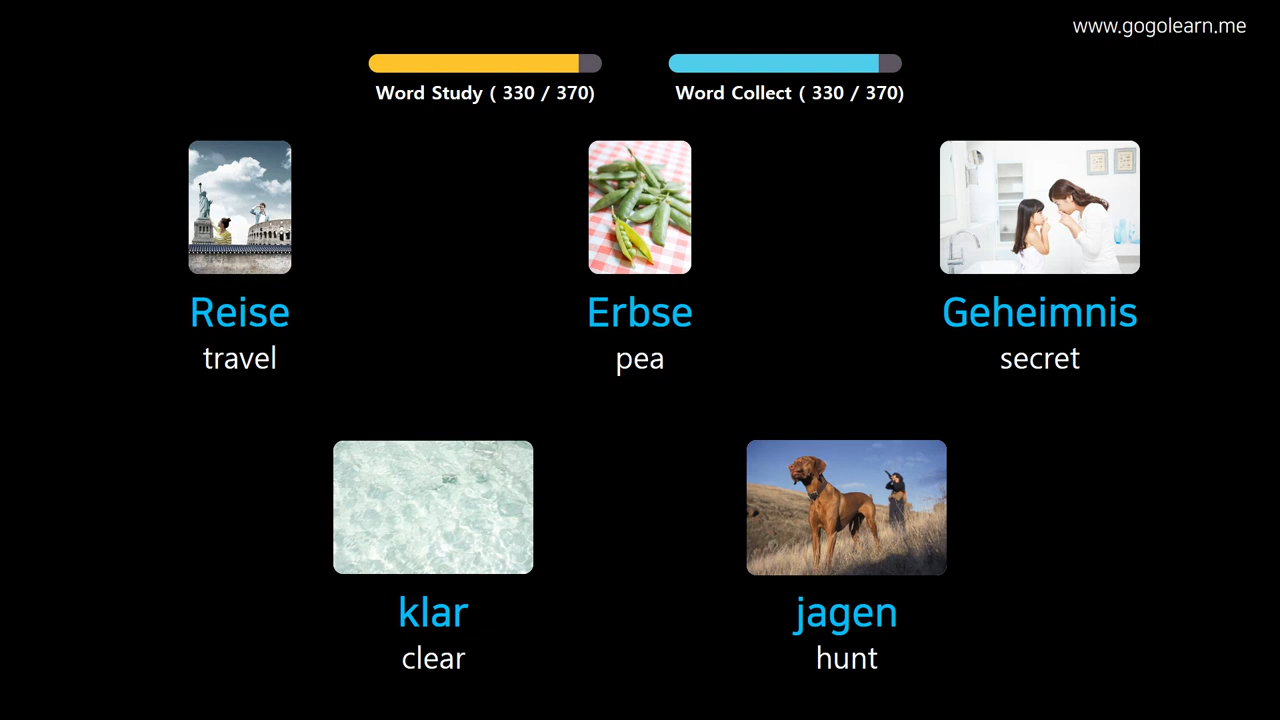 www.gogolearn.me
Word Study ( 330 / 370)
Word Collect ( 330 / 370)
Reise
travel
Erbse
pea
Geheimnis
secret
klar
clear
jagen
hunt